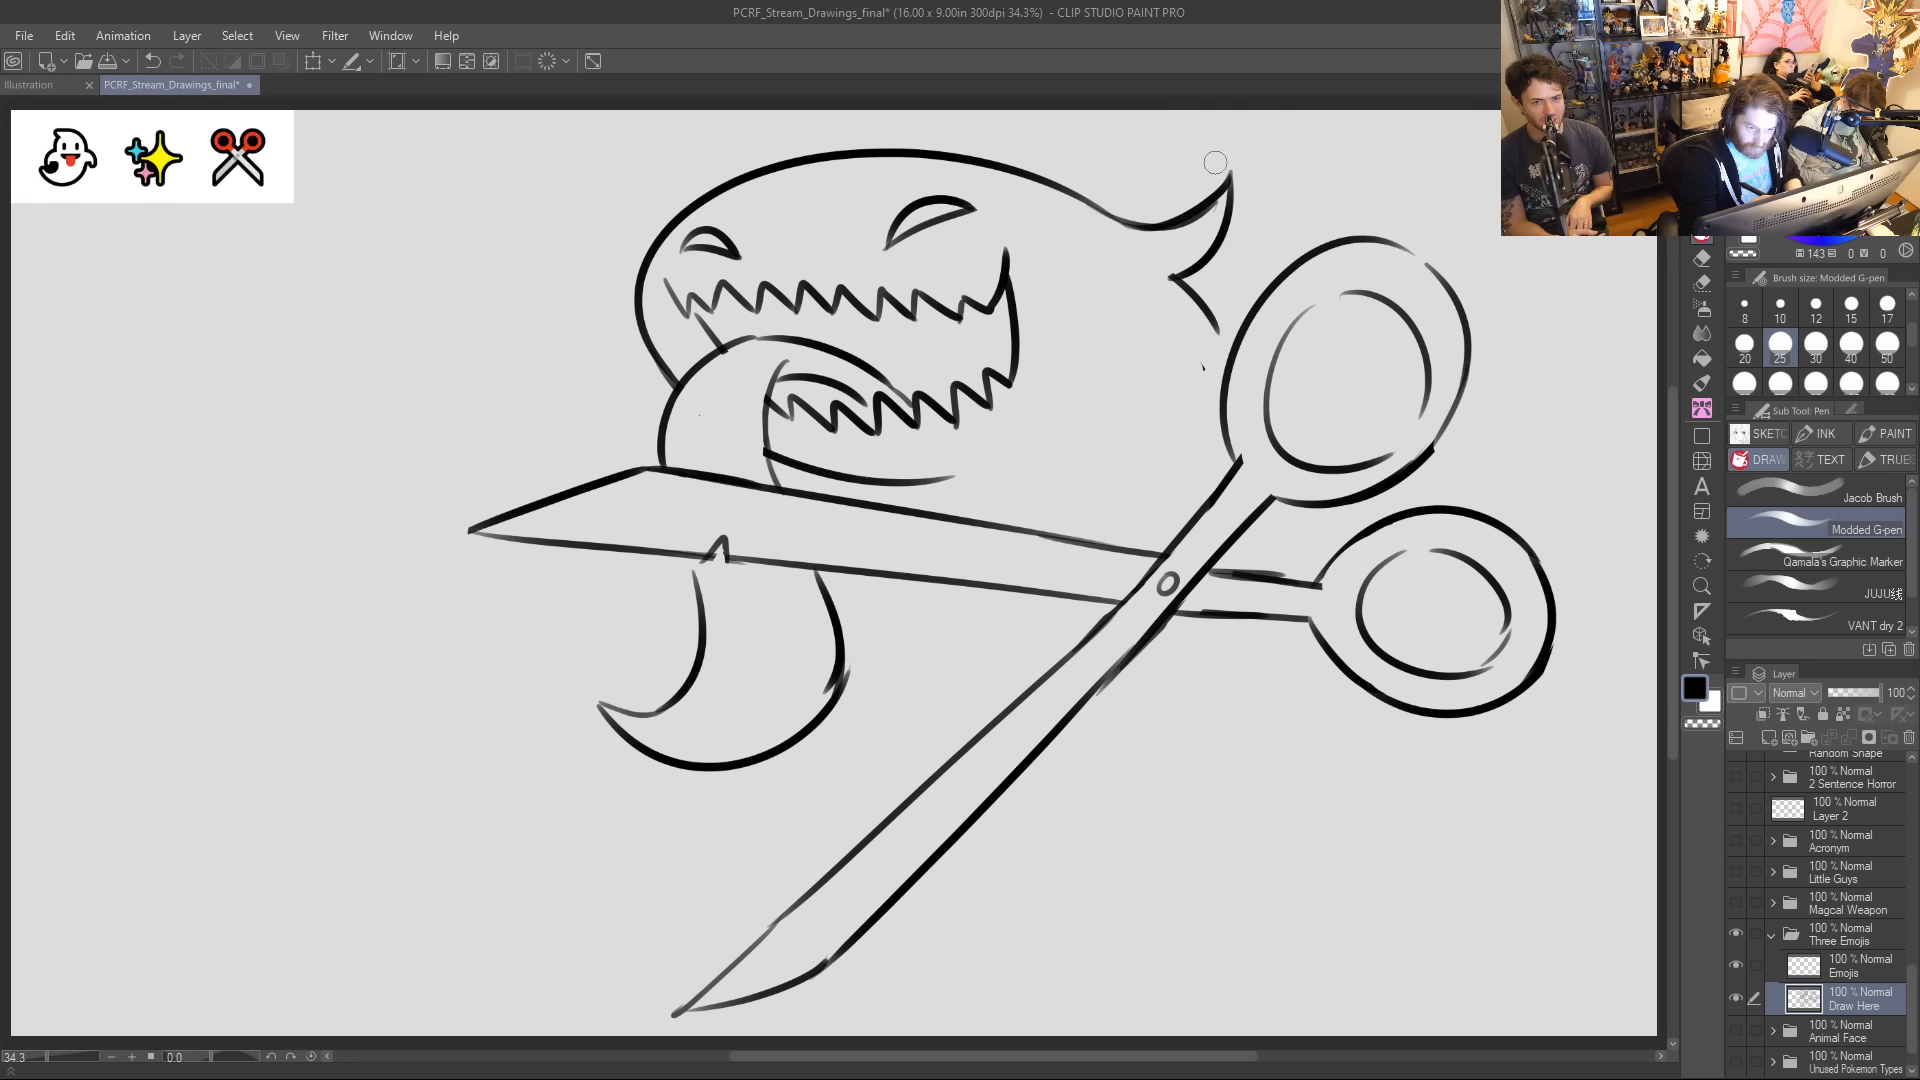 PCRF_Stream_Drawings_final* (16.00 x 9.00in 300dpi 34.3%) - CLIP STUDIO PAINT PRO
File Edit Animation Layer Select View Filter Window Help
Illustration
PCRF_Stream_Drawings_final*
143 0 0
Brush size: Modded G-pen
8 10 12 15 17
20 25 30 40 50
Sub Tool: Pen
SKETC INK PAINT
DRAW TEXT TRUE
Jacob Brush
Modded G-pen
Qamala's Graphic Marker
JUJU线
VANT dry 2
Layer
Normal 100
Random Shape
100 % Normal
2 Sentence Horror
100 % Normal
Layer 2
100 % Normal
Acronym
100 % Normal
Little Guys
100 % Normal
Magcal Weapon
100 % Normal
Three Emojis
100 % Normal
Emojis
100 % Normal
Draw Here
100 % Normal
Animal Face
100 % Normal
Unused Pokemon Types
34.3 0.0